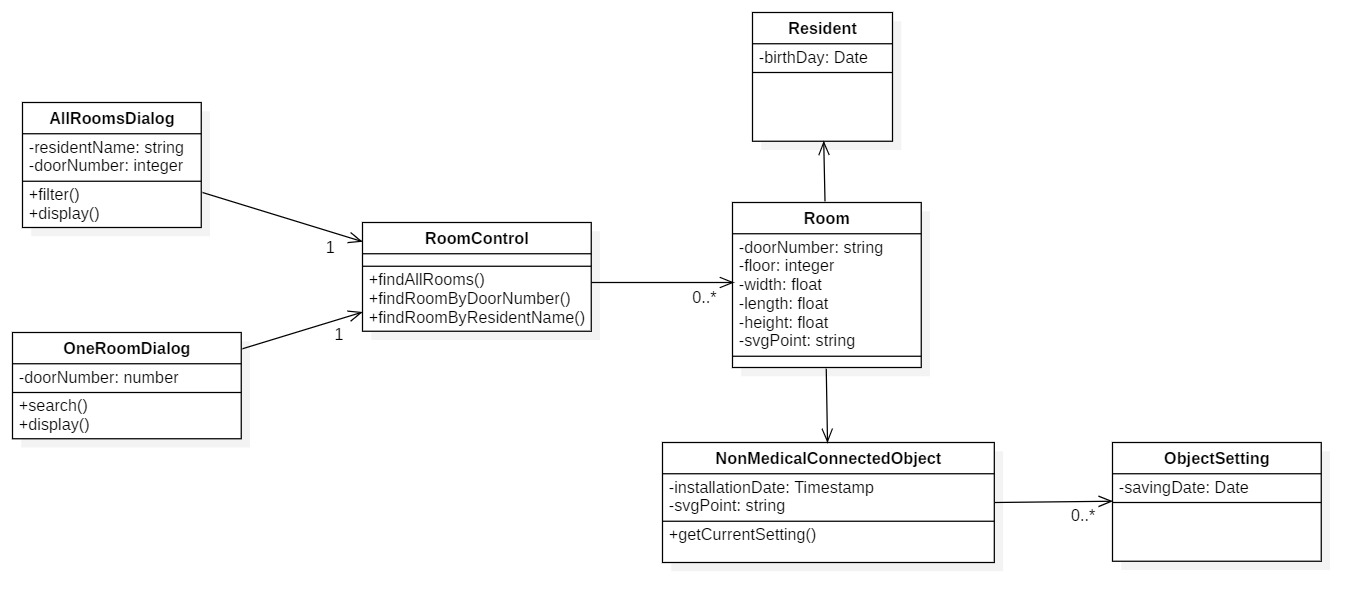 Resident
-birthDay: Date
AllRoomsDialog
-residentName: string
-doorNumber: integer
+filter()
+display()
1
RoomControl
+findAllRooms()
+findRoomByDoorNumber()
+findRoomByResidentName()
0..*
Room
-doorNumber: string
-floor: integer
-width: float
-length: float
-height: float
-svgPoint: string
1
OneRoomDialog
-doorNumber: number
+search()
+display()
NonMedicalConnectedObject
-installationDate: Timestamp
-svgPoint: string
+getCurrentSetting()
0..*
ObjectSetting
-savingDate: Date